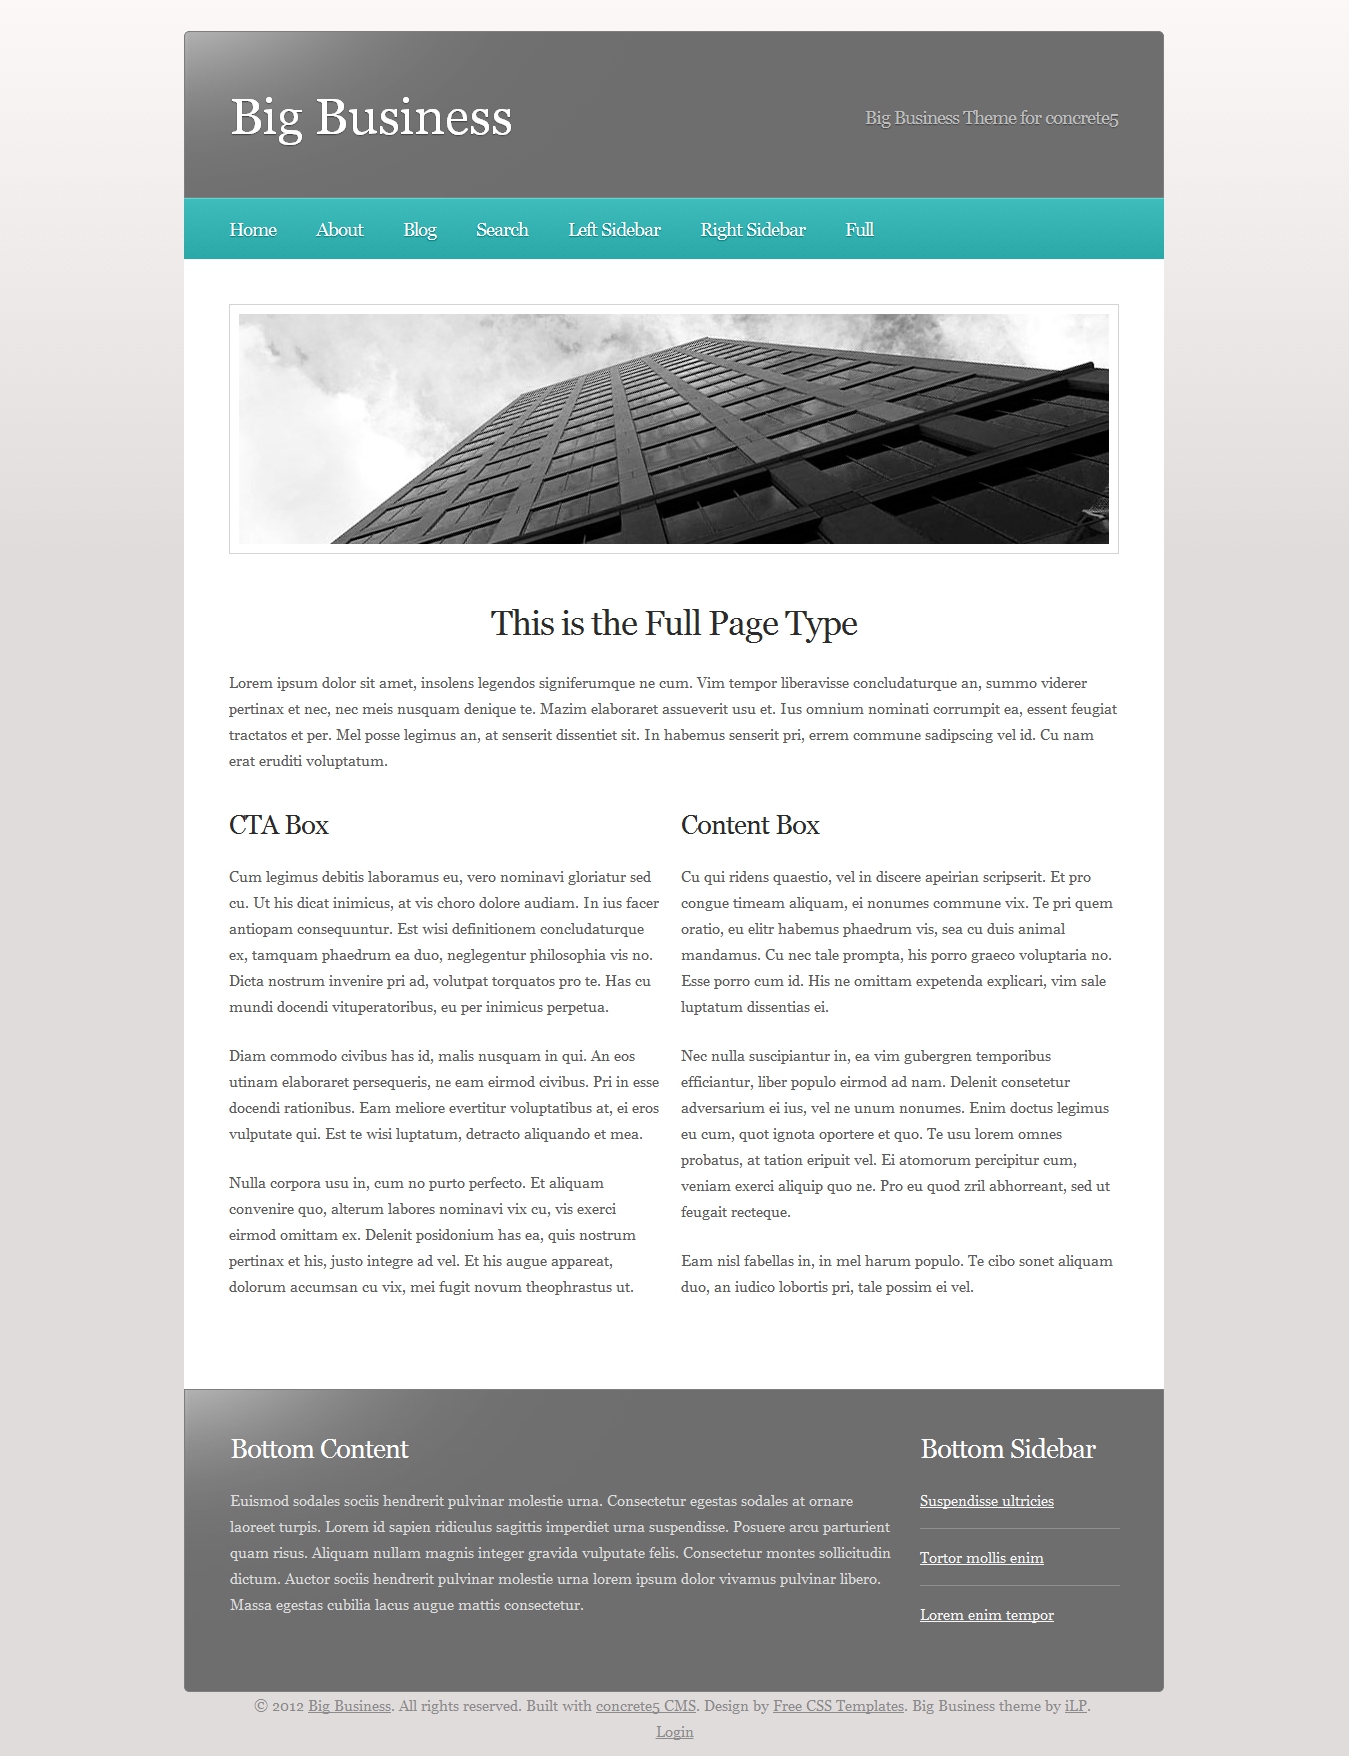 Big Business
Big Business Theme for concrete5
Home About Blog Search Left Sidebar Right Sidebar Full
This is the Full Page Type
Lorem ipsum dolor sit amet, insolens legendos signiferumque ne cum. Vim tempor liberavisse concludaturque an, summo viderer
pertinax et nec, nec meis nusquam denique te. Mazim elaboraret assueverit usu et. Ius omnium nominati corrumpit ea, essent feugiat
tractatos et per. Mel posse legimus an, at senserit dissentiet sit. In habemus senserit pri, errem commune sadipscing vel id. Cu nam
erat eruditi voluptatum.
CTA Box
Cum legimus debitis laboramus eu, vero nominavi gloriatur sed
cu. Ut his dicat inimicus, at vis choro dolore audiam. In ius facer
antiopam consequuntur. Est wisi definitionem concludaturque
ex, tamquam phaedrum ea duo, neglegentur philosophia vis no.
Dicta nostrum invenire pri ad, volutpat torquatos pro te. Has cu
mundi docendi vituperatoribus, eu per inimicus perpetua.
Diam commodo civibus has id, malis nusquam in qui. An eos
utinam elaboraret persequeris, ne eam eirmod civibus. Pri in esse
docendi rationibus. Eam meliore evertitur voluptatibus at, ei eros
vulputate qui. Est te wisi luptatum, detracto aliquando et mea.
Nulla corpora usu in, cum no purto perfecto. Et aliquam
convenire quo, alterum labores nominavi vix cu, vis exerci
eirmod omittam ex. Delenit posidonium has ea, quis nostrum
pertinax et his, justo integre ad vel. Et his augue appareat,
dolorum accumsan cu vix, mei fugit novum theophrastus ut.
Content Box
Cu qui ridens quaestio, vel in discere apeirian scripserit. Et pro
congue timeam aliquam, ei nonumes commune vix. Te pri quem
oratio, eu elitr habemus phaedrum vis, sea cu duis animal
mandamus. Cu nec tale prompta, his porro graeco voluptaria no.
Esse porro cum id. His ne omittam expetenda explicari, vim sale
luptatum dissentias ei.
Nec nulla suscipiantur in, ea vim gubergren temporibus
efficiantur, liber populo eirmod ad nam. Delenit consetetur
adversarium ei ius, vel ne unum nonumes. Enim doctus legimus
eu cum, quot ignota oportere et quo. Te usu lorem omnes
probatus, at tation eripuit vel. Ei atomorum percipitur cum,
veniam exerci aliquip quo ne. Pro eu quod zril abhorreant, sed ut
feugait recteque.
Eam nisl fabellas in, in mel harum populo. Te cibo sonet aliquam
duo, an iudico lobortis pri, tale possim ei vel.
Bottom Content
Euismod sodales sociis hendrerit pulvinar molestie urna. Consectetur egestas sodales at ornare
laoreet turpis. Lorem id sapien ridiculus sagittis imperdiet urna suspendisse. Posuere arcu parturient
quam risus. Aliquam nullam magnis integer gravida vulputate felis. Consectetur montes sollicitudin
dictum. Auctor sociis hendrerit pulvinar molestie urna lorem ipsum dolor vivamus pulvinar libero.
Massa egestas cubilia lacus augue mattis consectetur.
Bottom Sidebar
Suspendisse ultricies
Tortor mollis enim
Lorem enim tempor
© 2012 Big Business. All rights reserved. Built with concrete5 CMS. Design by Free CSS Templates. Big Business theme by iLP.
Login